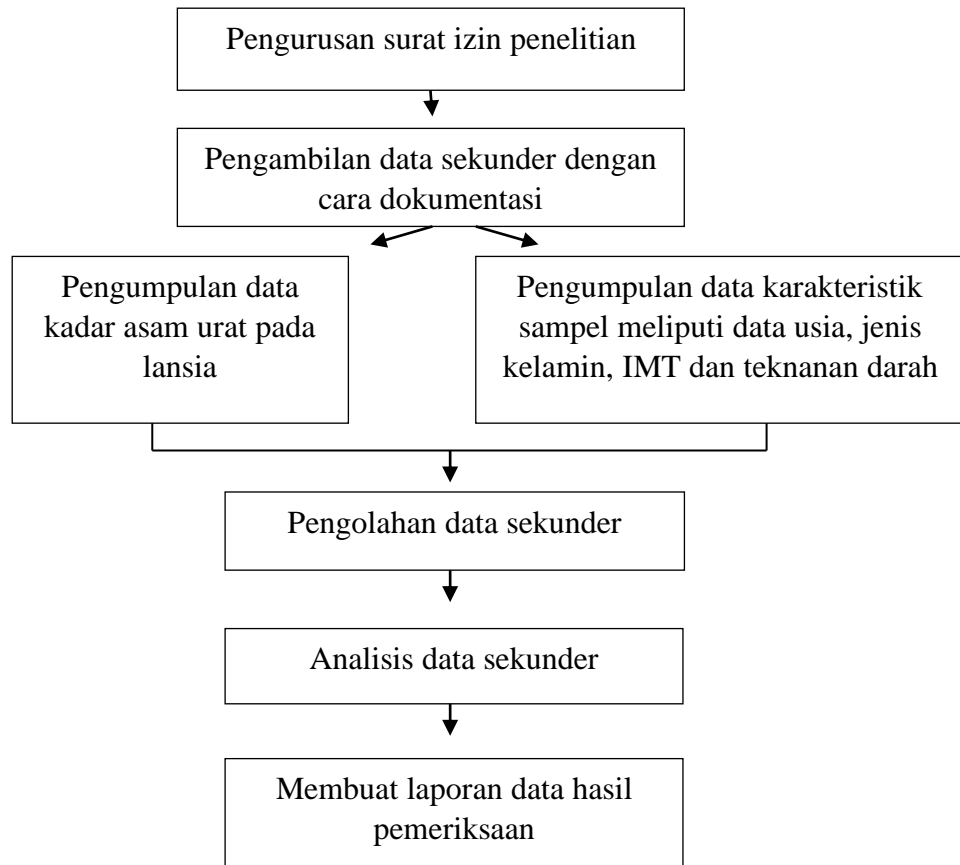 Pengurusan surat izin penelitian
Pengambilan data sekunder dengan
cara dokumentasi
Pengumpulan data
kadar asam urat pada
lansia
Pengumpulan data karakteristik
sampel meliputi data usia, jenis
kelamin, IMT dan teknanan darah
Pengolahan data sekunder
Analisis data sekunder
Membuat laporan data hasil
pemeriksaan